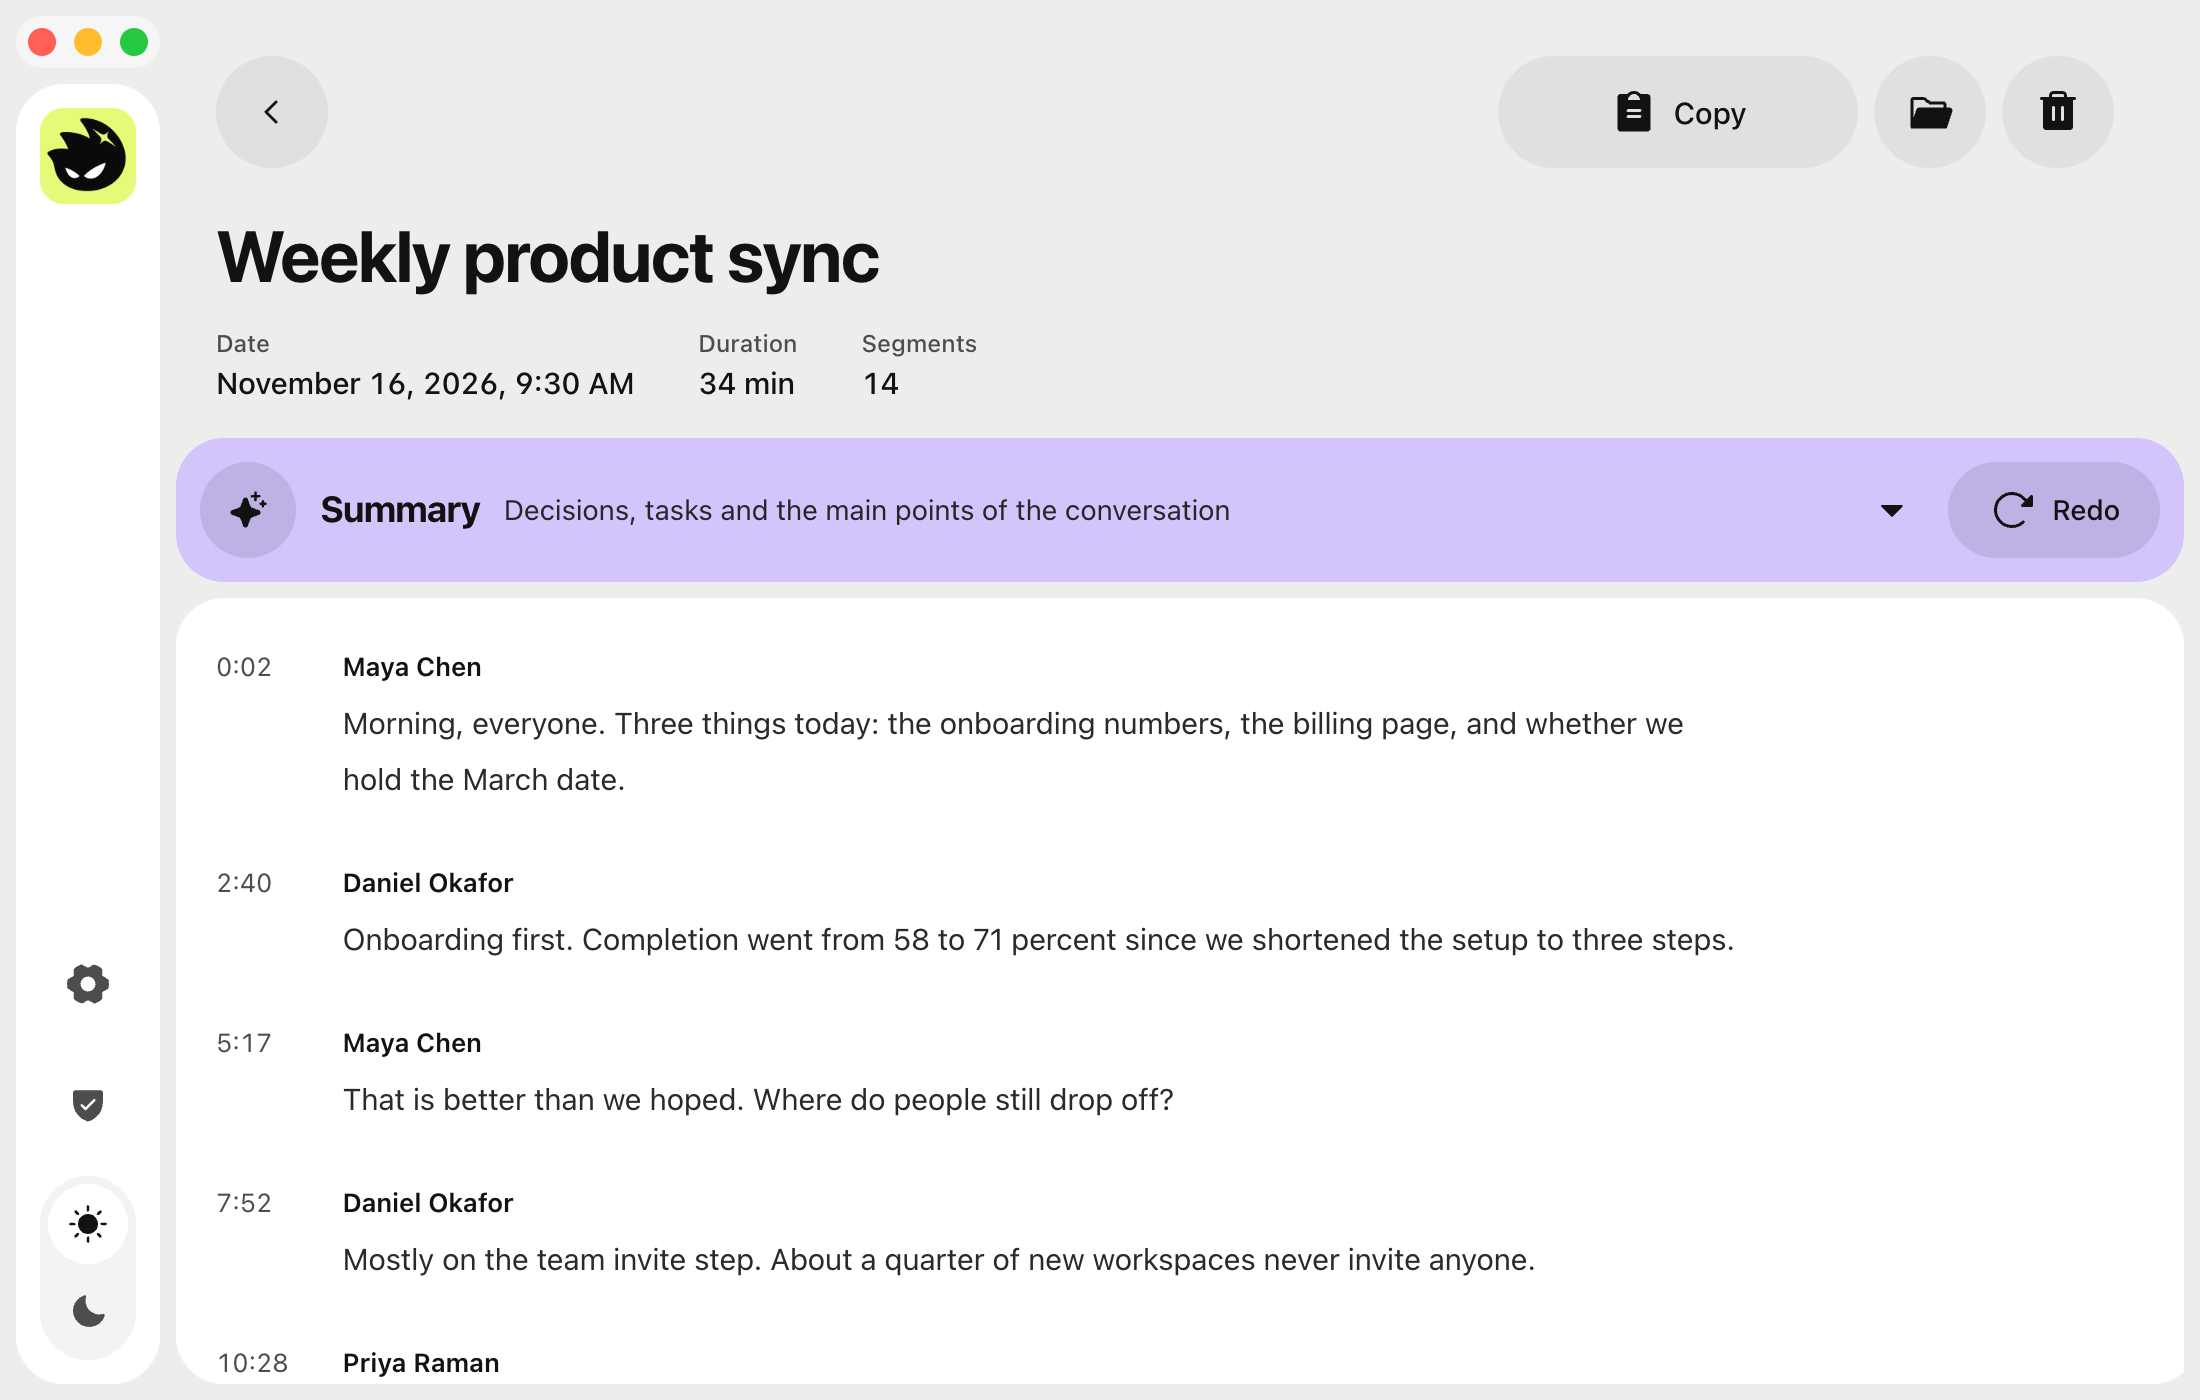 Copy
Weekly product sync
Date
November 16, 2026, 9:30 AM
Duration
34 min
Segments
14
Summary Decisions, tasks and the main points of the conversation
Redo
0:02 Maya Chen
Morning, everyone. Three things today: the onboarding numbers, the billing page, and whether we
hold the March date.
2:40 Daniel Okafor
Onboarding first. Completion went from 58 to 71 percent since we shortened the setup to three steps.
5:17 Maya Chen
That is better than we hoped. Where do people still drop off?
7:52 Daniel Okafor
Mostly on the team invite step. About a quarter of new workspaces never invite anyone.
10:28 Priya Raman